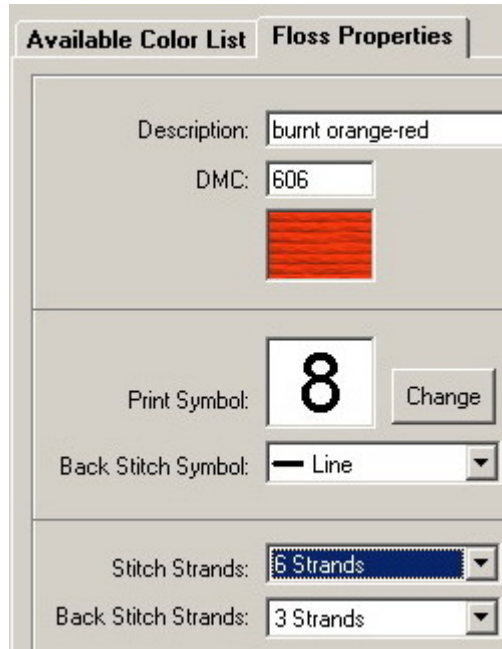 Available Color List Floss Properties
Description: burnt orange-red
DMC: 606
Print Symbol: 8 Change
Back Stitch Symbol: Line
Stitch Strands: 6 Strands
Back Stitch Strands: 3 Strands